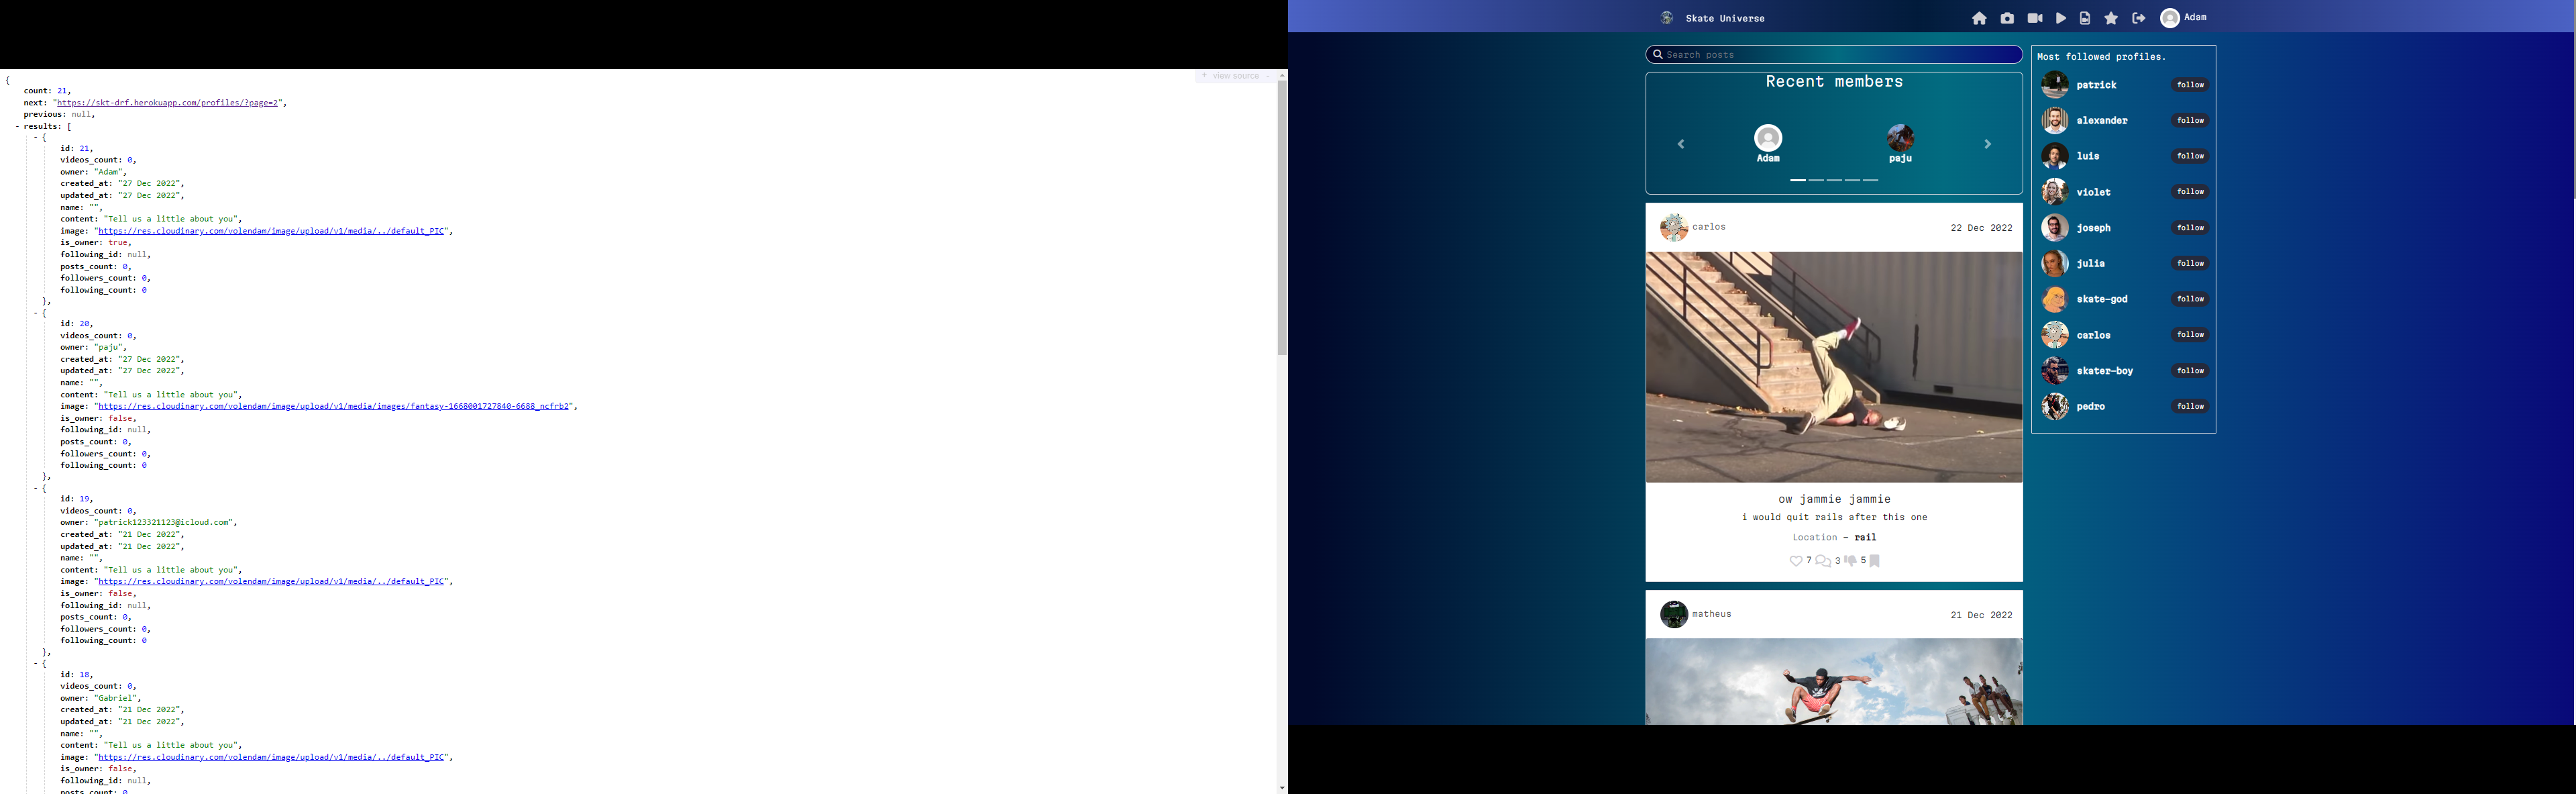 + view source -
{
count: 21,
next: "https://skt-drf.herokuapp.com/profiles/?page=2",
previous: null,
- results: [
- {
id: 21,
videos_count: 0,
owner: "Adam",
created_at: "27 Dec 2022",
updated_at: "27 Dec 2022",
name: "",
content: "Tell us a little about you",
image: "https://res.cloudinary.com/volendam/image/upload/v1/media/../default_PIC",
is_owner: true,
following_id: null,
posts_count: 0,
followers_count: 0,
following_count: 0
},
- {
id: 20,
videos_count: 0,
owner: "paju",
created_at: "27 Dec 2022",
updated_at: "27 Dec 2022",
name: "",
content: "Tell us a little about you",
image: "https://res.cloudinary.com/volendam/image/upload/v1/media/images/fantasy-1668001727840-6688_ncfrb2",
is_owner: false,
following_id: null,
posts_count: 0,
followers_count: 0,
following_count: 0
},
- {
id: 19,
videos_count: 0,
owner: "patrick123321123@icloud.com",
created_at: "21 Dec 2022",
updated_at: "21 Dec 2022",
name: "",
content: "Tell us a little about you",
image: "https://res.cloudinary.com/volendam/image/upload/v1/media/../default_PIC",
is_owner: false,
following_id: null,
posts_count: 0,
followers_count: 0,
following_count: 0
},
- {
id: 18,
videos_count: 0,
owner: "Gabriel",
created_at: "21 Dec 2022",
updated_at: "21 Dec 2022",
name: "",
content: "Tell us a little about you",
image: "https://res.cloudinary.com/volendam/image/upload/v1/media/../default_PIC",
is_owner: false,
following_id: null,
posts_count: 0
Skate Universe
Adam
Search posts
Recent members
Adam
paju
carlos
22 Dec 2022
ow jammie jammie
i would quit rails after this one
Location - rail
7 3 5
matheus
21 Dec 2022
Most followed profiles.
patrick follow
alexander follow
luis follow
violet follow
joseph follow
julia follow
skate-god follow
carlos follow
skater-boy follow
pedro follow